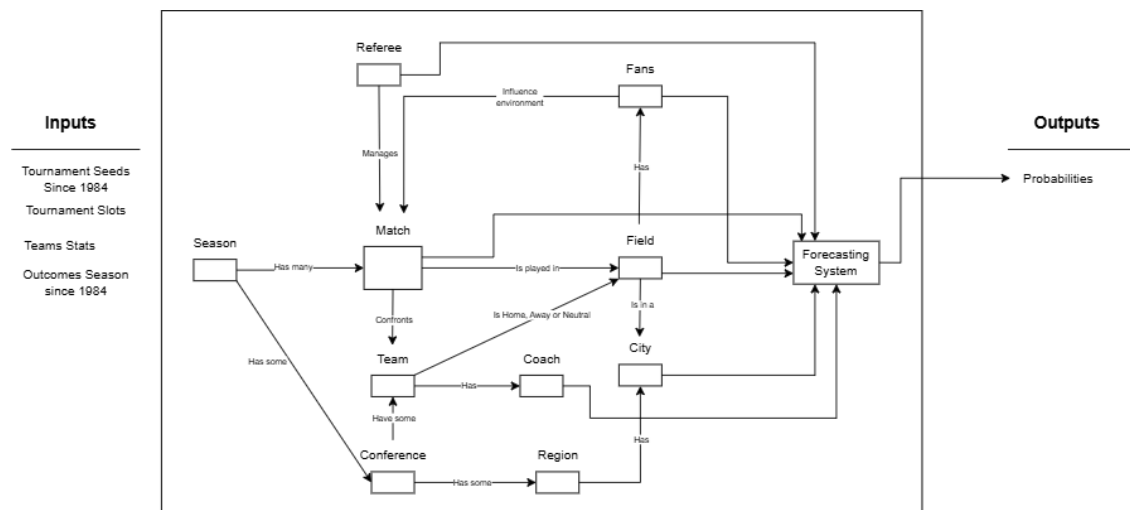 Referee
Fans
Influence
environment
Inputs
Outputs
Manages
Has
Tournament Seeds
Since 1984
Probabilities
Tournament Slots
Match
Field
Teams Stats
Season
Forecasting
System
Has many
Is played in
Outcomes Season
since 1984
Is in a
Confronts
Is Home, Away or Neutral
City
Has some
Team
Coach
Has
Have some
Has
Conference
Region
Has some